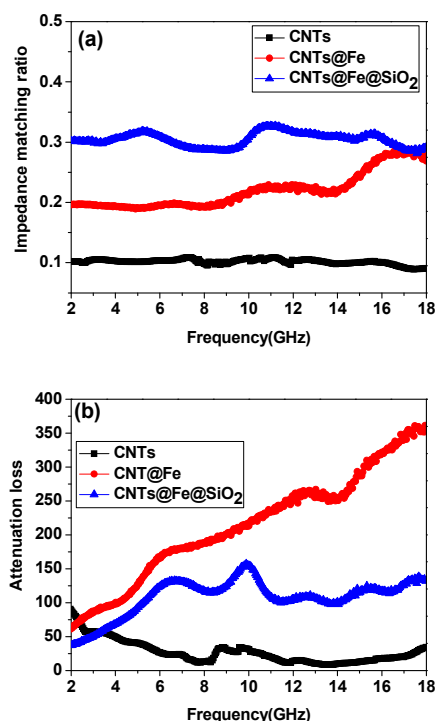 (a)
CNTs
CNTs@Fe
CNTs@Fe@SiO2
Impedance matching ratio
0.5
0.4
0.3
0.2
0.1
2 4 6 8 10 12 14 16 18
Frequency(GHz)
(b)
CNTs
CNT@Fe
CNTs@Fe@SiO2
Attenuation loss
400
350
300
250
200
150
100
50
0
2 4 6 8 10 12 14 16 18
Frequency(GHz)